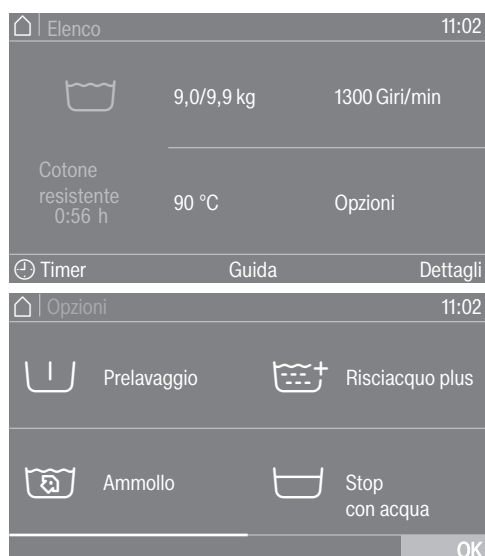 Elenco 11:02
9,0/9,9 kg 1300 Giri/min
Cotone
resistente
0:56 h
90 °C Opzioni
Timer Guida Dettagli
Opzioni 11:02
Prelavaggio Risciacquo plus
Ammollo Stop
con acqua
OK